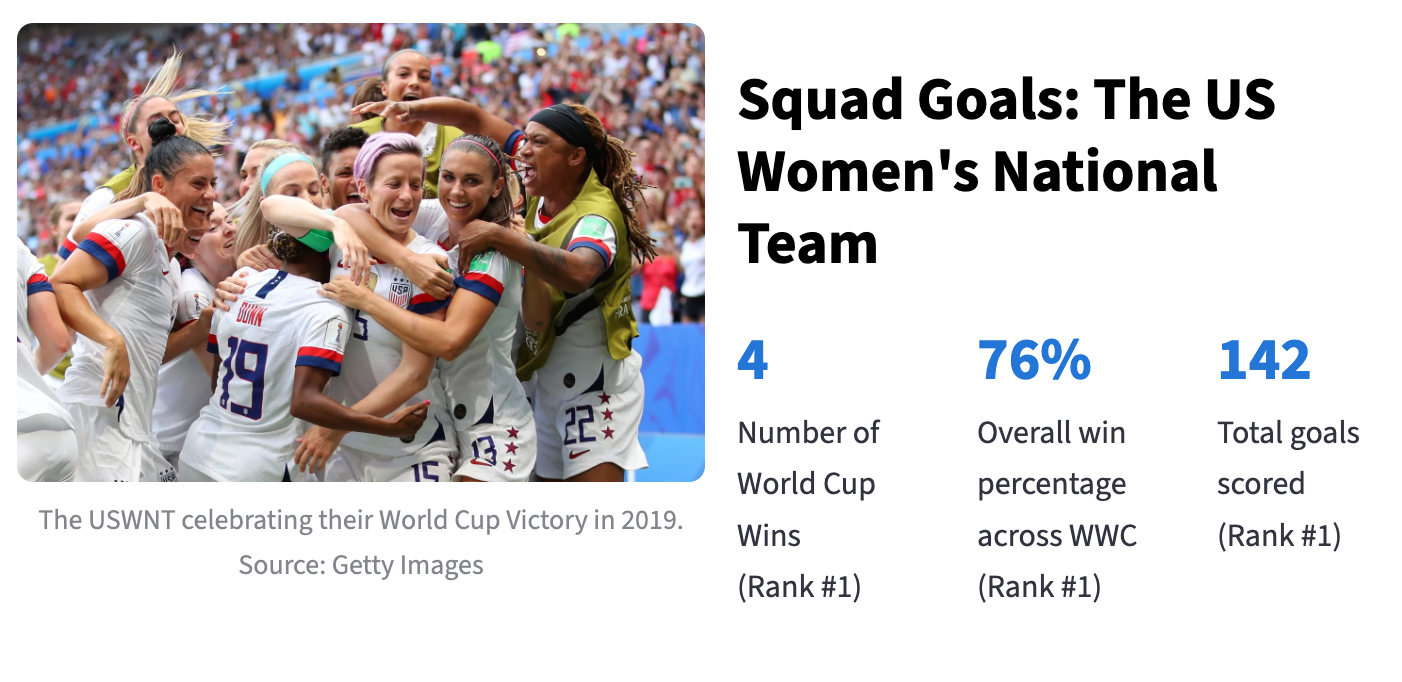 Squad Goals: The US
Women's National
Team
4
76%
142
Number of
World Cup
Wins
(Rank #1)
Overall win
percentage
across WWC
(Rank #1)
Total goals
scored
(Rank #1)
DUNN
19
USA
22
13
15
The USWNT celebrating their World Cup Victory in 2019.
Source: Getty Images